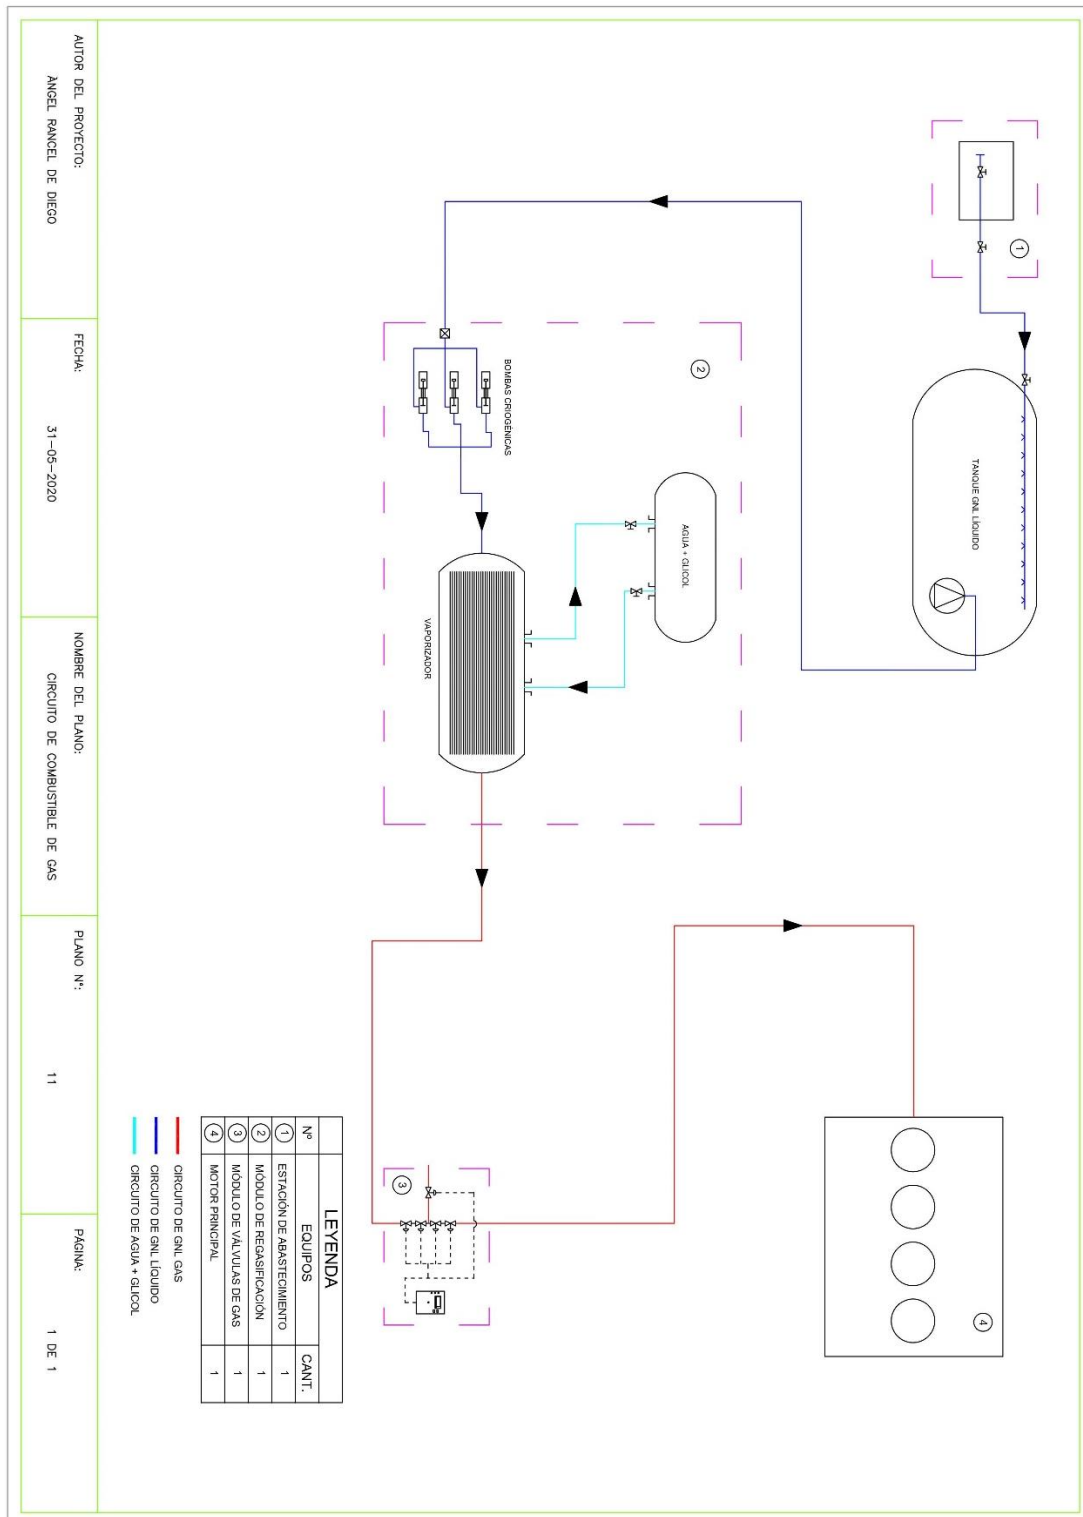 1
TANQUE GNL LÍQUIDO
2
BOMBAS CRIOGÉNICAS
AGUA + GLICOL
VAPORIZADOR
3
4
LEYENDA
Nº EQUIPOS CANT.
1 ESTACIÓN DE ABASTECIMIENTO 1
2 MÓDULO DE REGASIFICACIÓN 1
3 MÓDULO DE VÁLVULAS DE GAS 1
4 MOTOR PRINCIPAL 1
CIRCUITO DE GNL GAS
CIRCUITO DE GNL LÍQUIDO
CIRCUITO DE AGUA + GLICOL
AUTOR DEL PROYECTO:
ÀNGEL RANCEL DE DIEGO
FECHA:
31-05-2020
NOMBRE DEL PLANO:
CIRCUITO DE COMBUSTIBLE DE GAS
PLANO Nº:
11
PÁGINA:
1 DE 1